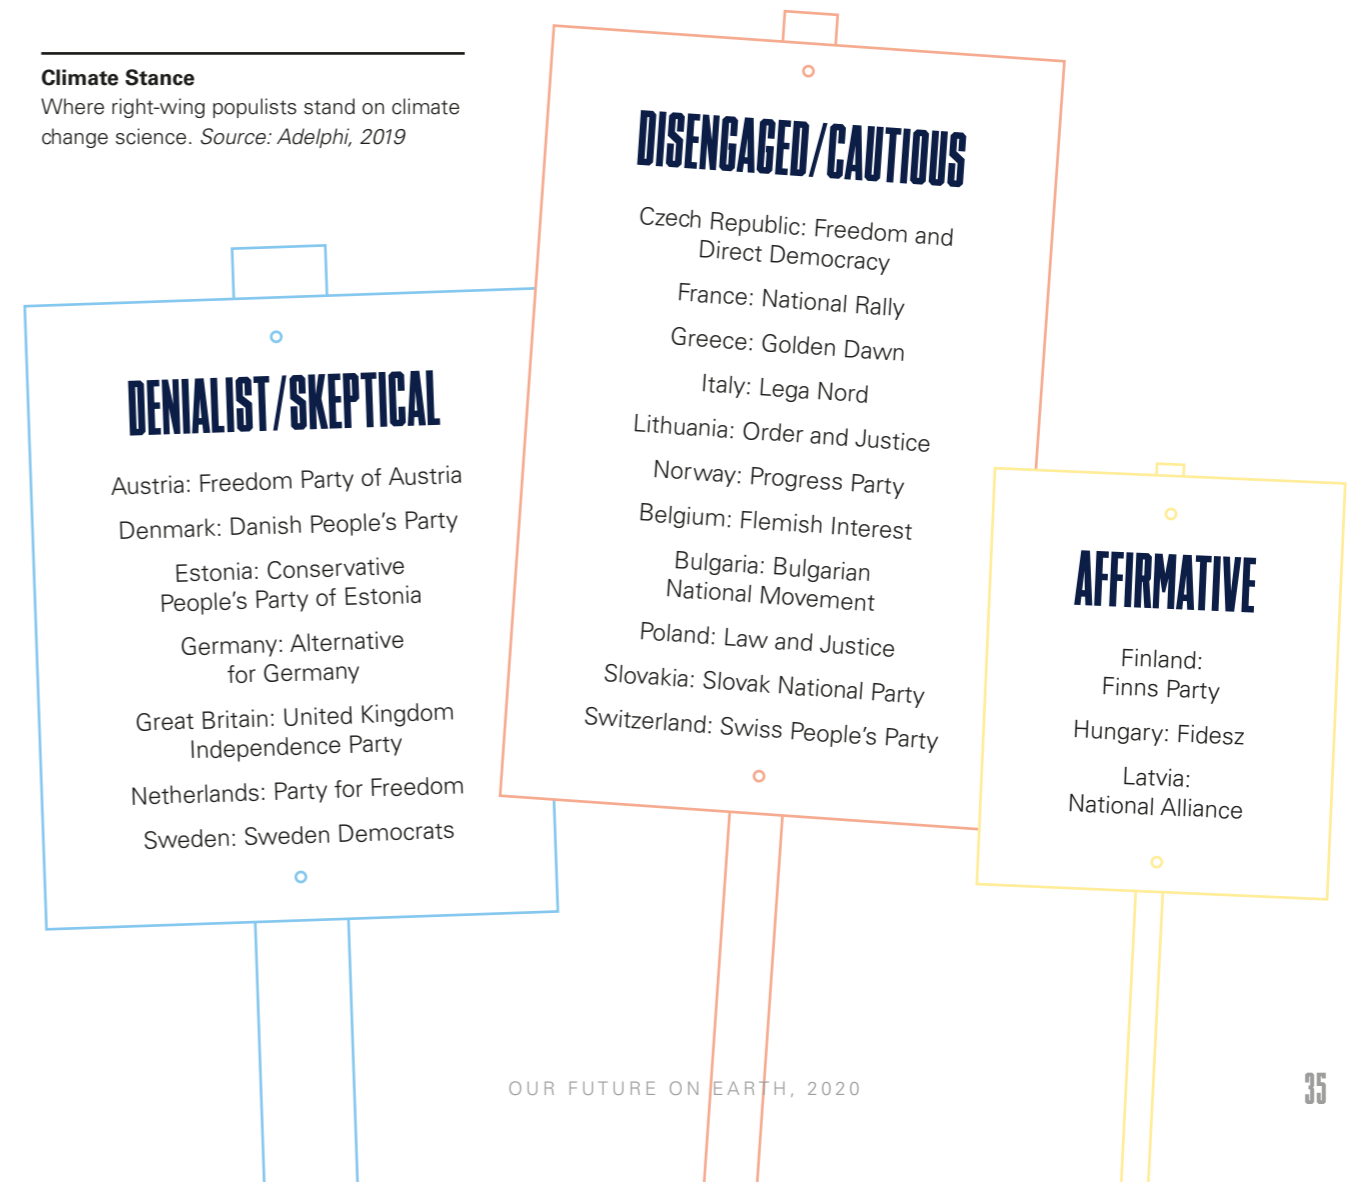 Climate Stance
Where right-wing populists stand on climate
change science. Source: Adelphi, 2019
DENIALIST/SKEPTICAL
Austria: Freedom Party of Austria
Denmark: Danish People’s Party
Estonia: Conservative
People’s Party of Estonia
Germany: Alternative
for Germany
Great Britain: United Kingdom
Independence Party
Netherlands: Party for Freedom
Sweden: Sweden Democrats
DISENGAGED/CAUTIOUS
Czech Republic: Freedom and
Direct Democracy
France: National Rally
Greece: Golden Dawn
Italy: Lega Nord
Lithuania: Order and Justice
Norway: Progress Party
Belgium: Flemish Interest
Bulgaria: Bulgarian
National Movement
Poland: Law and Justice
Slovakia: Slovak National Party
Switzerland: Swiss People’s Party
AFFIRMATIVE
Finland:
Finns Party
Hungary: Fidesz
Latvia:
National Alliance
OUR FUTURE ON EARTH, 2020
35